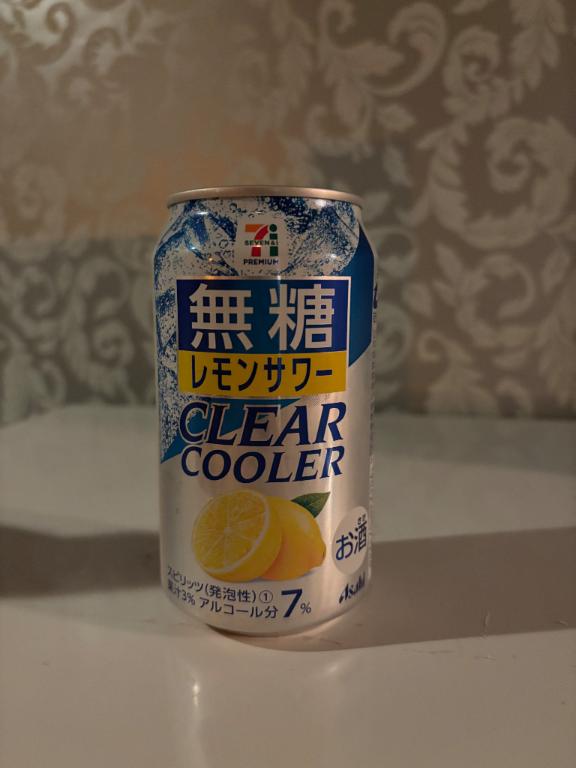 SEVEN&i
PREMIUM
無糖
レモンサワー
CLEAR
COOLER
お酒
スピリッツ(発泡性)①
果汁3% アルコール分7%
Asahi